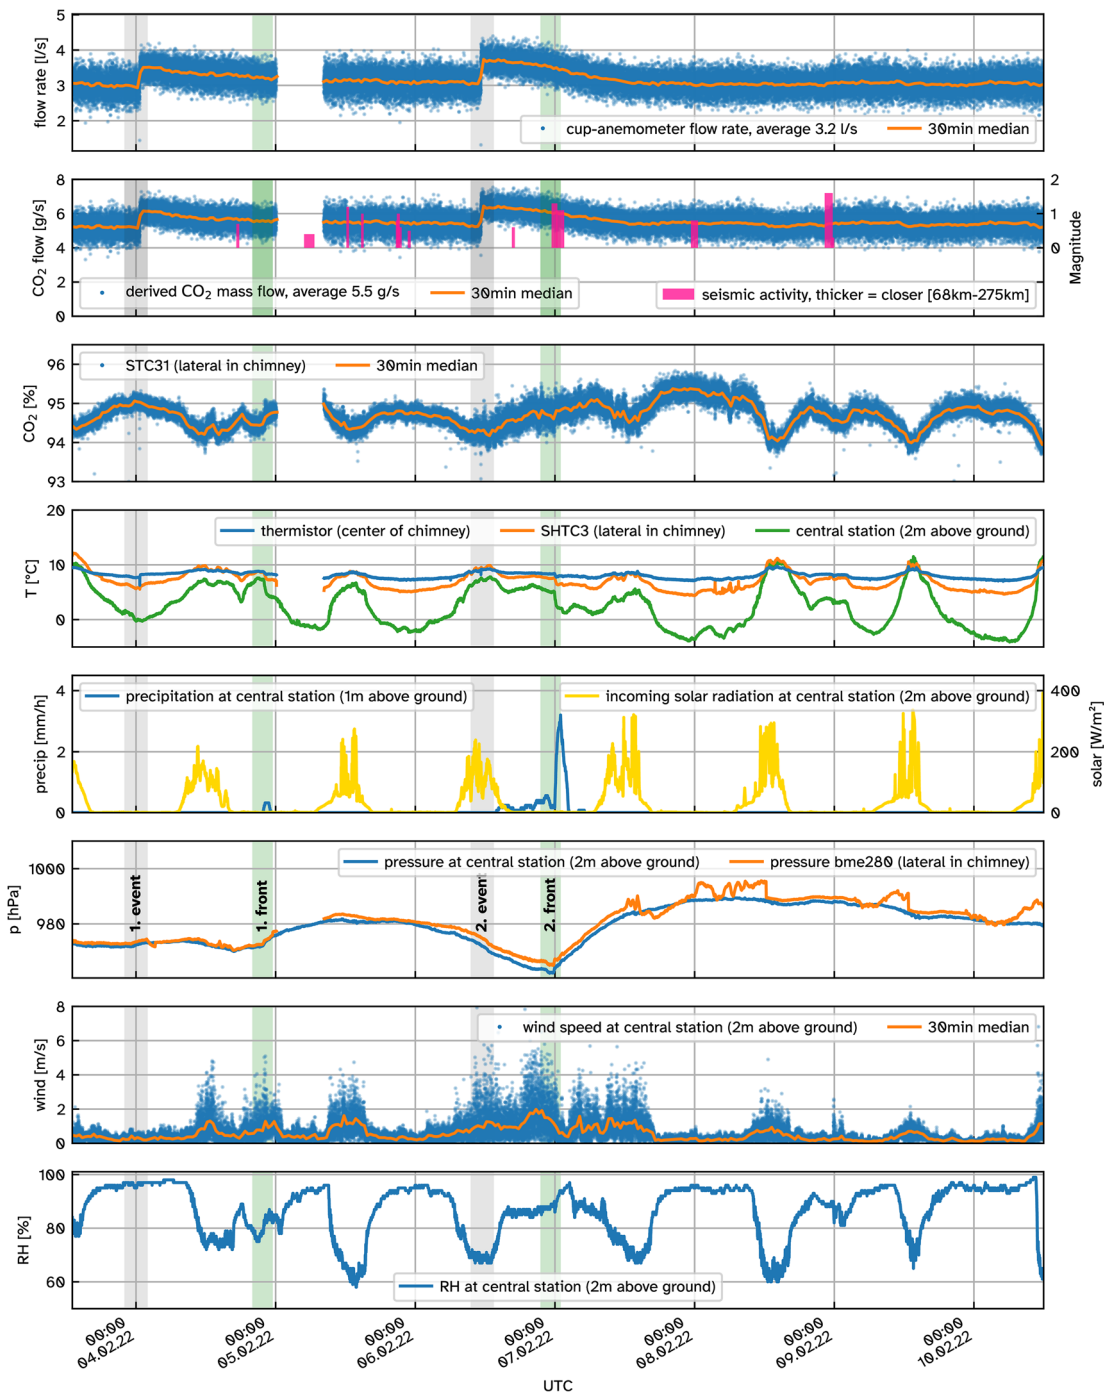 5
4
3
2
flow rate [l/s]
cup-anemometer flow rate, average 3.2 l/s
30min median
8
6
4
2
0
CO₂ flow [g/s]
2
1
0
Magnitude
derived CO₂ mass flow, average 5.5 g/s
30min median
seismic activity, thicker = closer [68km-275km]
96
95
94
93
CO₂ [%]
STC31 (lateral in chimney)
30min median
20
10
0
T [°C]
thermistor (center of chimney)
SHTC3 (lateral in chimney)
central station (2m above ground)
4
2
0
precip [mm/h]
precipitation at central station (1m above ground)
incoming solar radiation at central station (2m above ground)
400
200
0
solar [W/m²]
1000
980
p [hPa]
pressure at central station (2m above ground)
pressure bme280 (lateral in chimney)
1. event
1. front
2. event
2. front
8
6
4
2
0
wind [m/s]
wind speed at central station (2m above ground)
30min median
100
80
60
RH [%]
RH at central station (2m above ground)
00:00
04.02.22
00:00
05.02.22
00:00
06.02.22
00:00
07.02.22
00:00
08.02.22
00:00
09.02.22
00:00
10.02.22
UTC